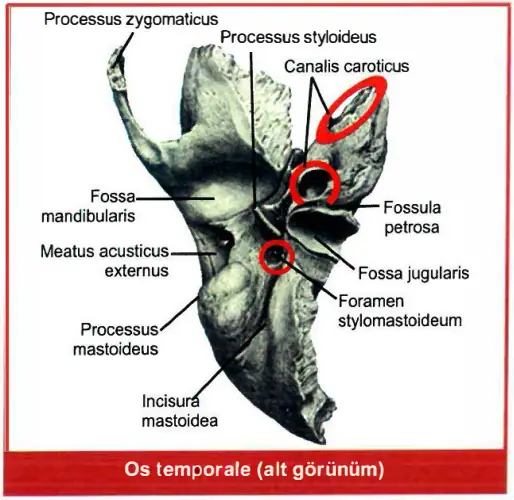 Processus zygomaticus
Processus styloideus
Canalis caroticus
Fossa
mandibularis
Fossula
petrosa
Meatus acusticus
externus
Fossa jugularis
Foramen
stylomastoideum
Processus
mastoideus
Incisura
mastoidea
Os temporale (alt görünüm)